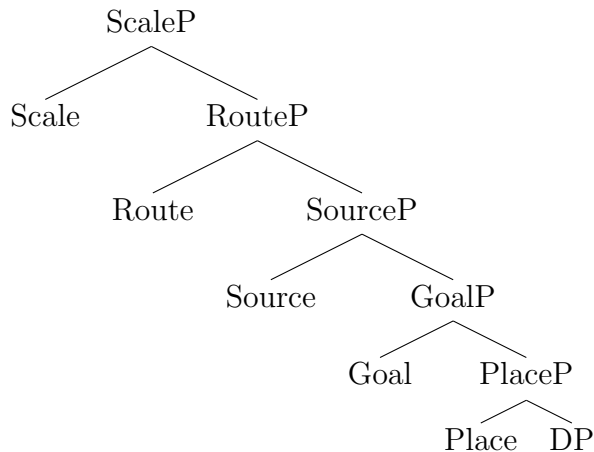 ScaleP
Scale RouteP
Route SourceP
Source GoalP
Goal PlaceP
Place DP